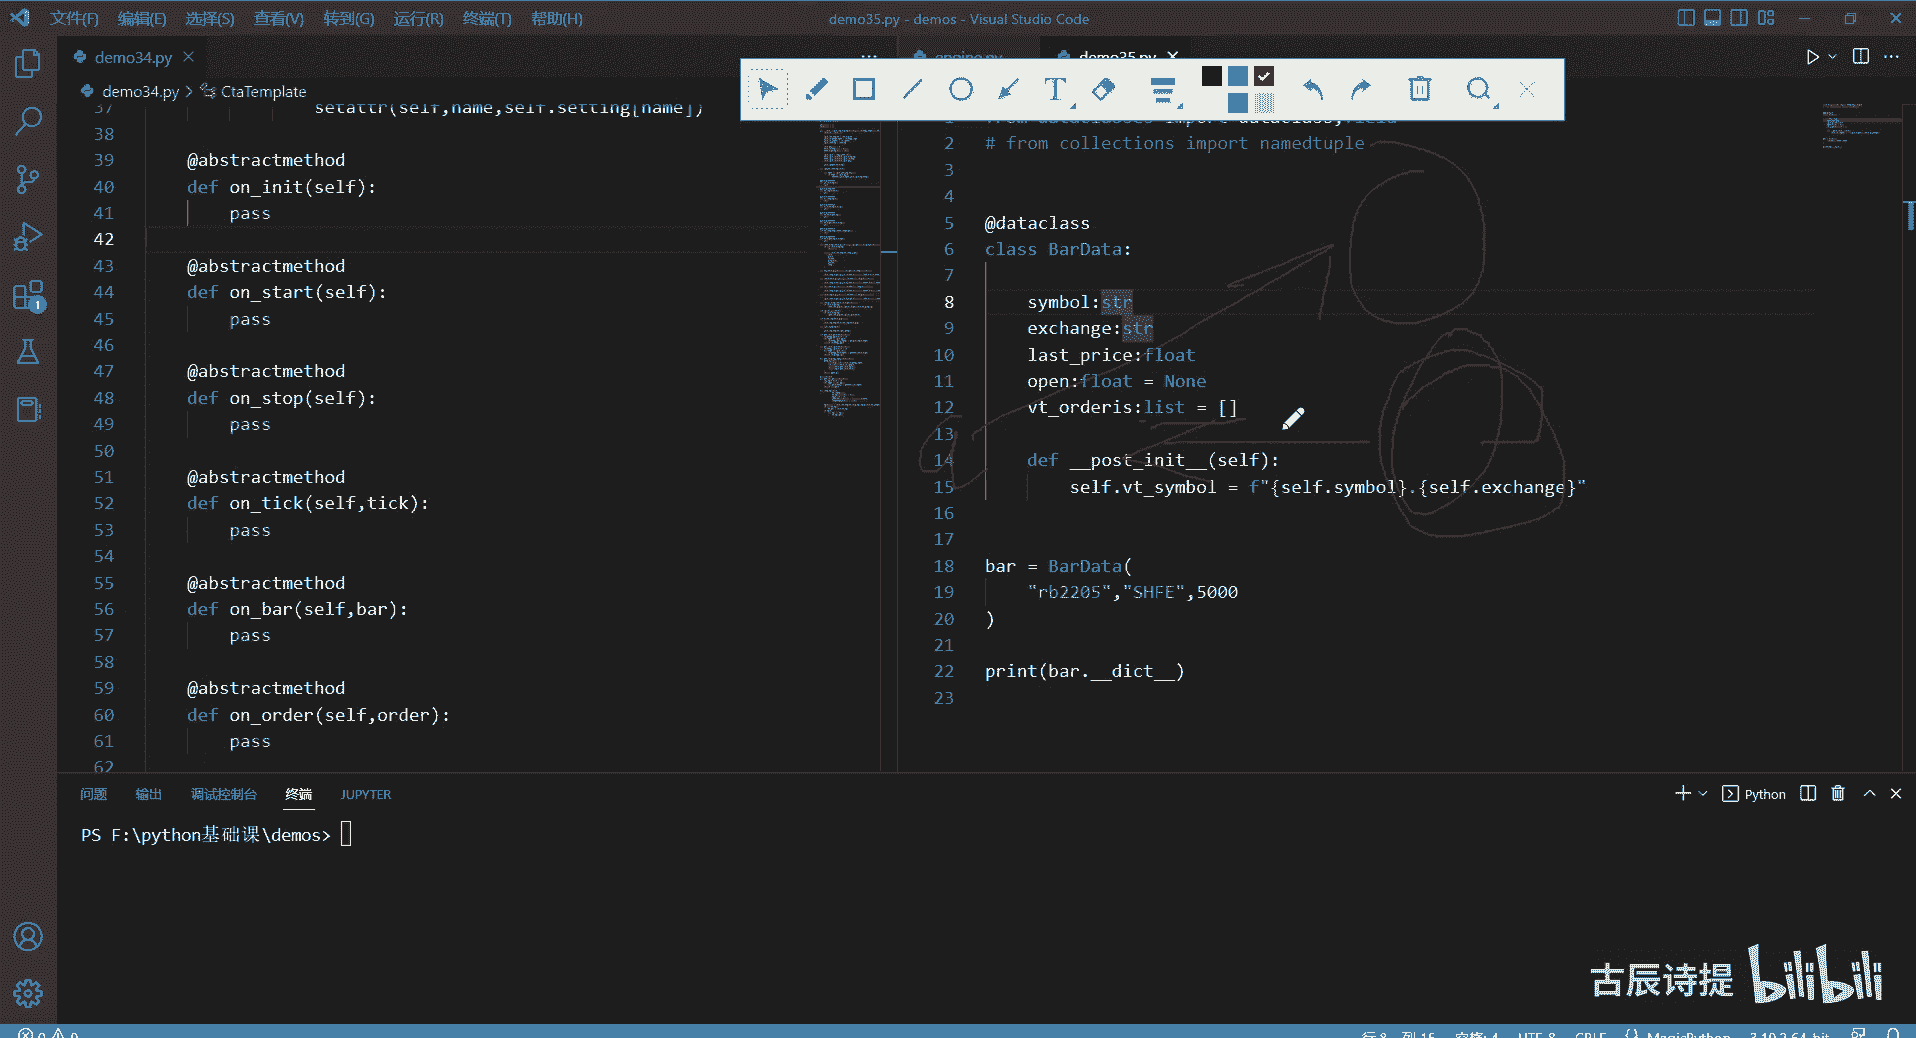 文件(F) 编辑(E) 选择(S) 查看(V) 转到(G) 运行(R) 终端(T) 帮助(H) demo35.py - demos - Visual Studio Code
demo34.py
demo35.py
demo34.py > CtaTemplate
37 setattr(self,name,self.setting[name])
38
39 @abstractmethod
40 def on_init(self):
41 pass
42
43 @abstractmethod
44 def on_start(self):
45 pass
46
47 @abstractmethod
48 def on_stop(self):
49 pass
50
51 @abstractmethod
52 def on_tick(self,tick):
53 pass
54
55 @abstractmethod
56 def on_bar(self,bar):
57 pass
58
59 @abstractmethod
60 def on_order(self,order):
61 pass
62
2 # from collections import namedtuple
3
4
5 @dataclass
6 class BarData:
7
8 symbol:str
9 exchange:str
10 last_price:float
11 open:float = None
12 vt_orderis:list = []
13
14 def __post_init__(self):
15 self.vt_symbol = f"{self.symbol}.{self.exchange}"
16
17
18 bar = BarData(
19 "rb2205","SHFE",5000
20 )
21
22 print(bar.__dict__)
23
问题 输出 调试控制台 终端 JUPYTER
Python
PS F:\python基础课\demos>
古辰诗提 bilibili